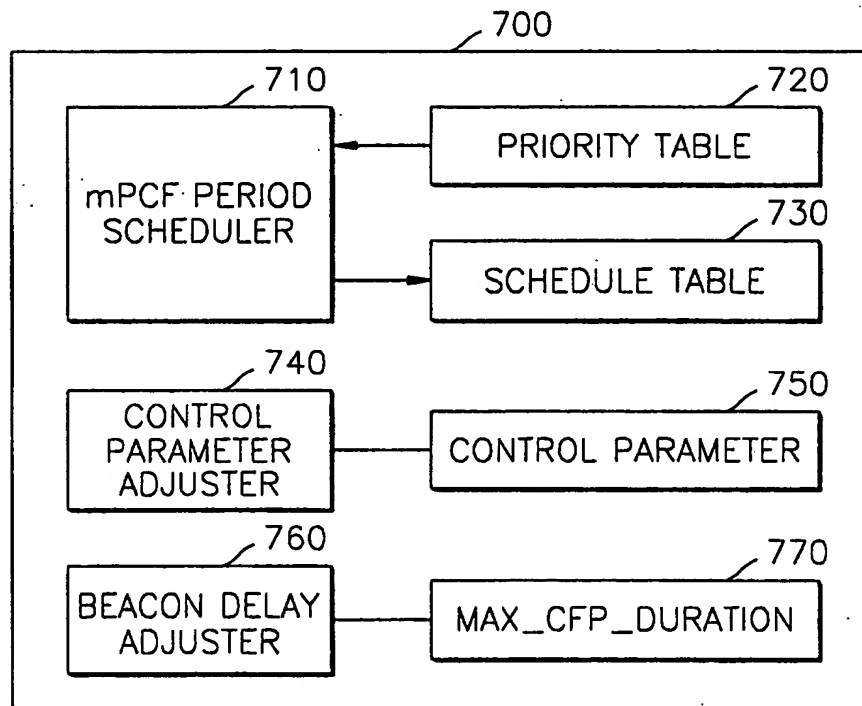 700
710
720
mPCF PERIOD
SCHEDULER
PRIORITY TABLE
730
SCHEDULE TABLE
740
750
CONTROL
PARAMETER
ADJUSTER
CONTROL PARAMETER
760
770
BEACON DELAY
ADJUSTER
MAX_CFP_DURATION